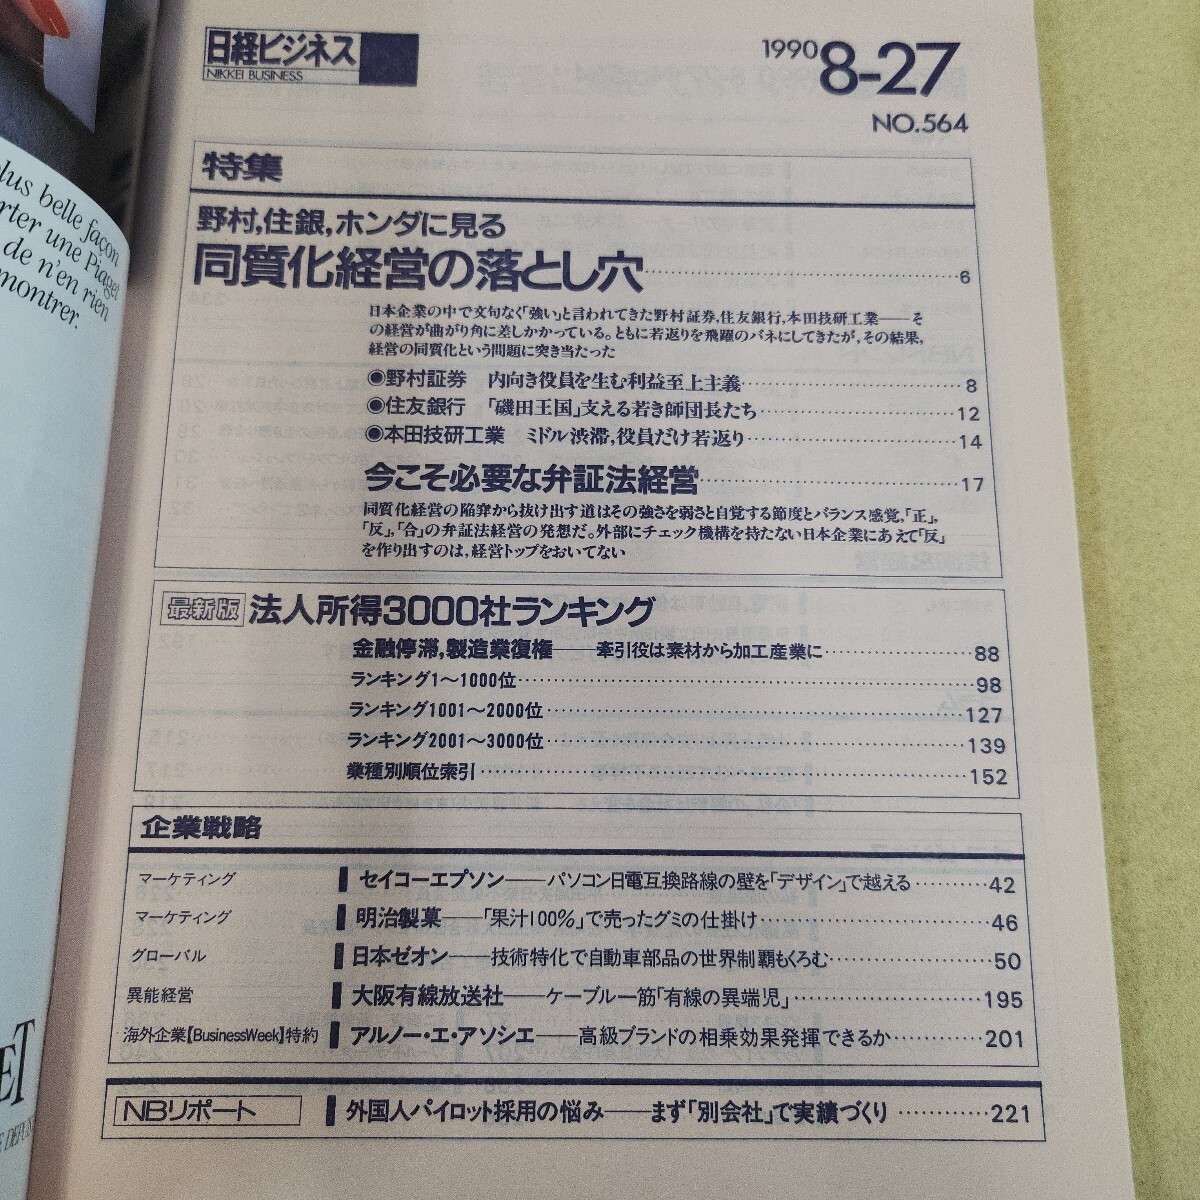 plus belle façon
rter une Piaget
de n'en rien
montrer.
日経ビジネス
NIKKEI BUSINESS
1990 8-27
NO.564
特集
野村,住銀,ホンダに見る
同質化経営の落とし穴 6
日本企業の中で文句なく「強い」と言われてきた野村証券,住友銀行,本田技研工業——そ
の経営が曲がり角に差しかかっている。ともに若返りを飛躍のバネにしてきたが,その結果,
経営の同質化という問題に突き当たった
◉野村証券 内向き役員を生む利益至上主義 8
◉住友銀行 「磯田王国」支える若き師団長たち 12
◉本田技研工業 ミドル渋滞,役員だけ若返り 14
今こそ必要な弁証法経営 17
同質化経営の陥穽から抜け出す道はその強さを弱さと自覚する節度とバランス感覚,「正」,
「反」,「合」の弁証法経営の発想だ。外部にチェック機構を持たない日本企業にあえて「反」
を作り出すのは,経営トップをおいてない
最新版 法人所得3000社ランキング
金融停滞,製造業復権——牽引役は素材から加工産業に 88
ランキング1〜1000位 98
ランキング1001〜2000位 127
ランキング2001〜3000位 139
業種別順位索引 152
企業戦略
マーケティング セイコーエプソン——パソコン日電互換路線の壁を「デザイン」で越える 42
マーケティング 明治製菓——「果汁100%」で売ったグミの仕掛け 46
グローバル 日本ゼオン——技術特化で自動車部品の世界制覇もくろむ 50
異能経営 大阪有線放送社——ケーブル一筋「有線の異端児」 195
海外企業【BusinessWeek】特約 アルノー・エ・アソシエ——高級ブランドの相乗効果発揮できるか 201
NBリポート 外国人パイロット採用の悩み——まず「別会社」で実績づくり 221